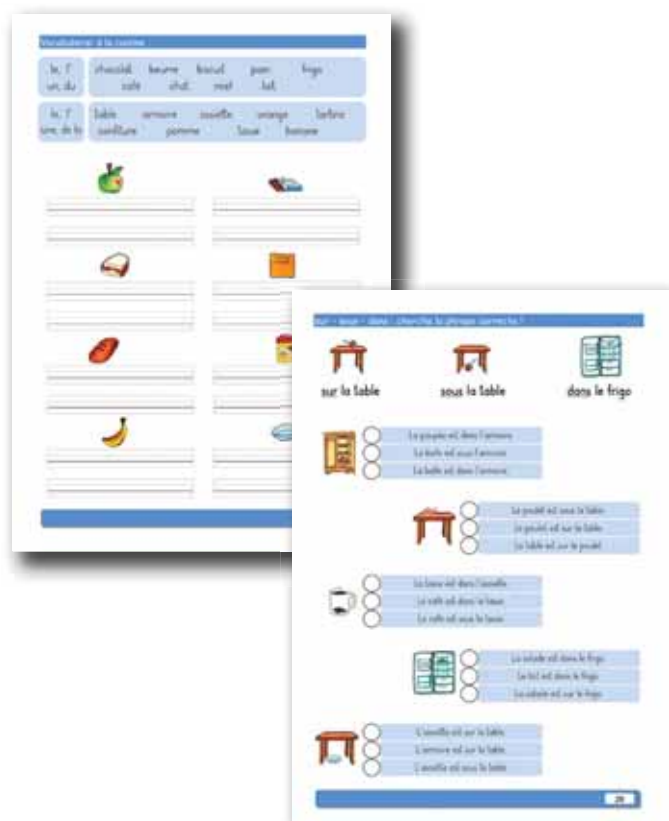 Vocabulaire: à la cuisine
le, l' chocolat beurre biscuit pain frigo
un, du café chat lait
la, l' table armoire assiette orange tartine
une, de la confiture pomme tasse banane
sur - sous - dans : cherche la phrase correcte !
sur la table sous la table dans le frigo
La poupée est dans l'armoire.
La balle est sous l'armoire.
La balle est dans l'armoire.
Le poulet est sous la table.
Le poulet est sur la table.
La table est sur le poulet.
La tasse est dans l'assiette.
Le café est dans la tasse.
Le café est sous la tasse.
La salade est dans le frigo.
Le lait est dans le frigo.
La salade est sur le frigo.
L'assiette est sur la table.
L'armoire est sur la table.
L'assiette est sous la table.